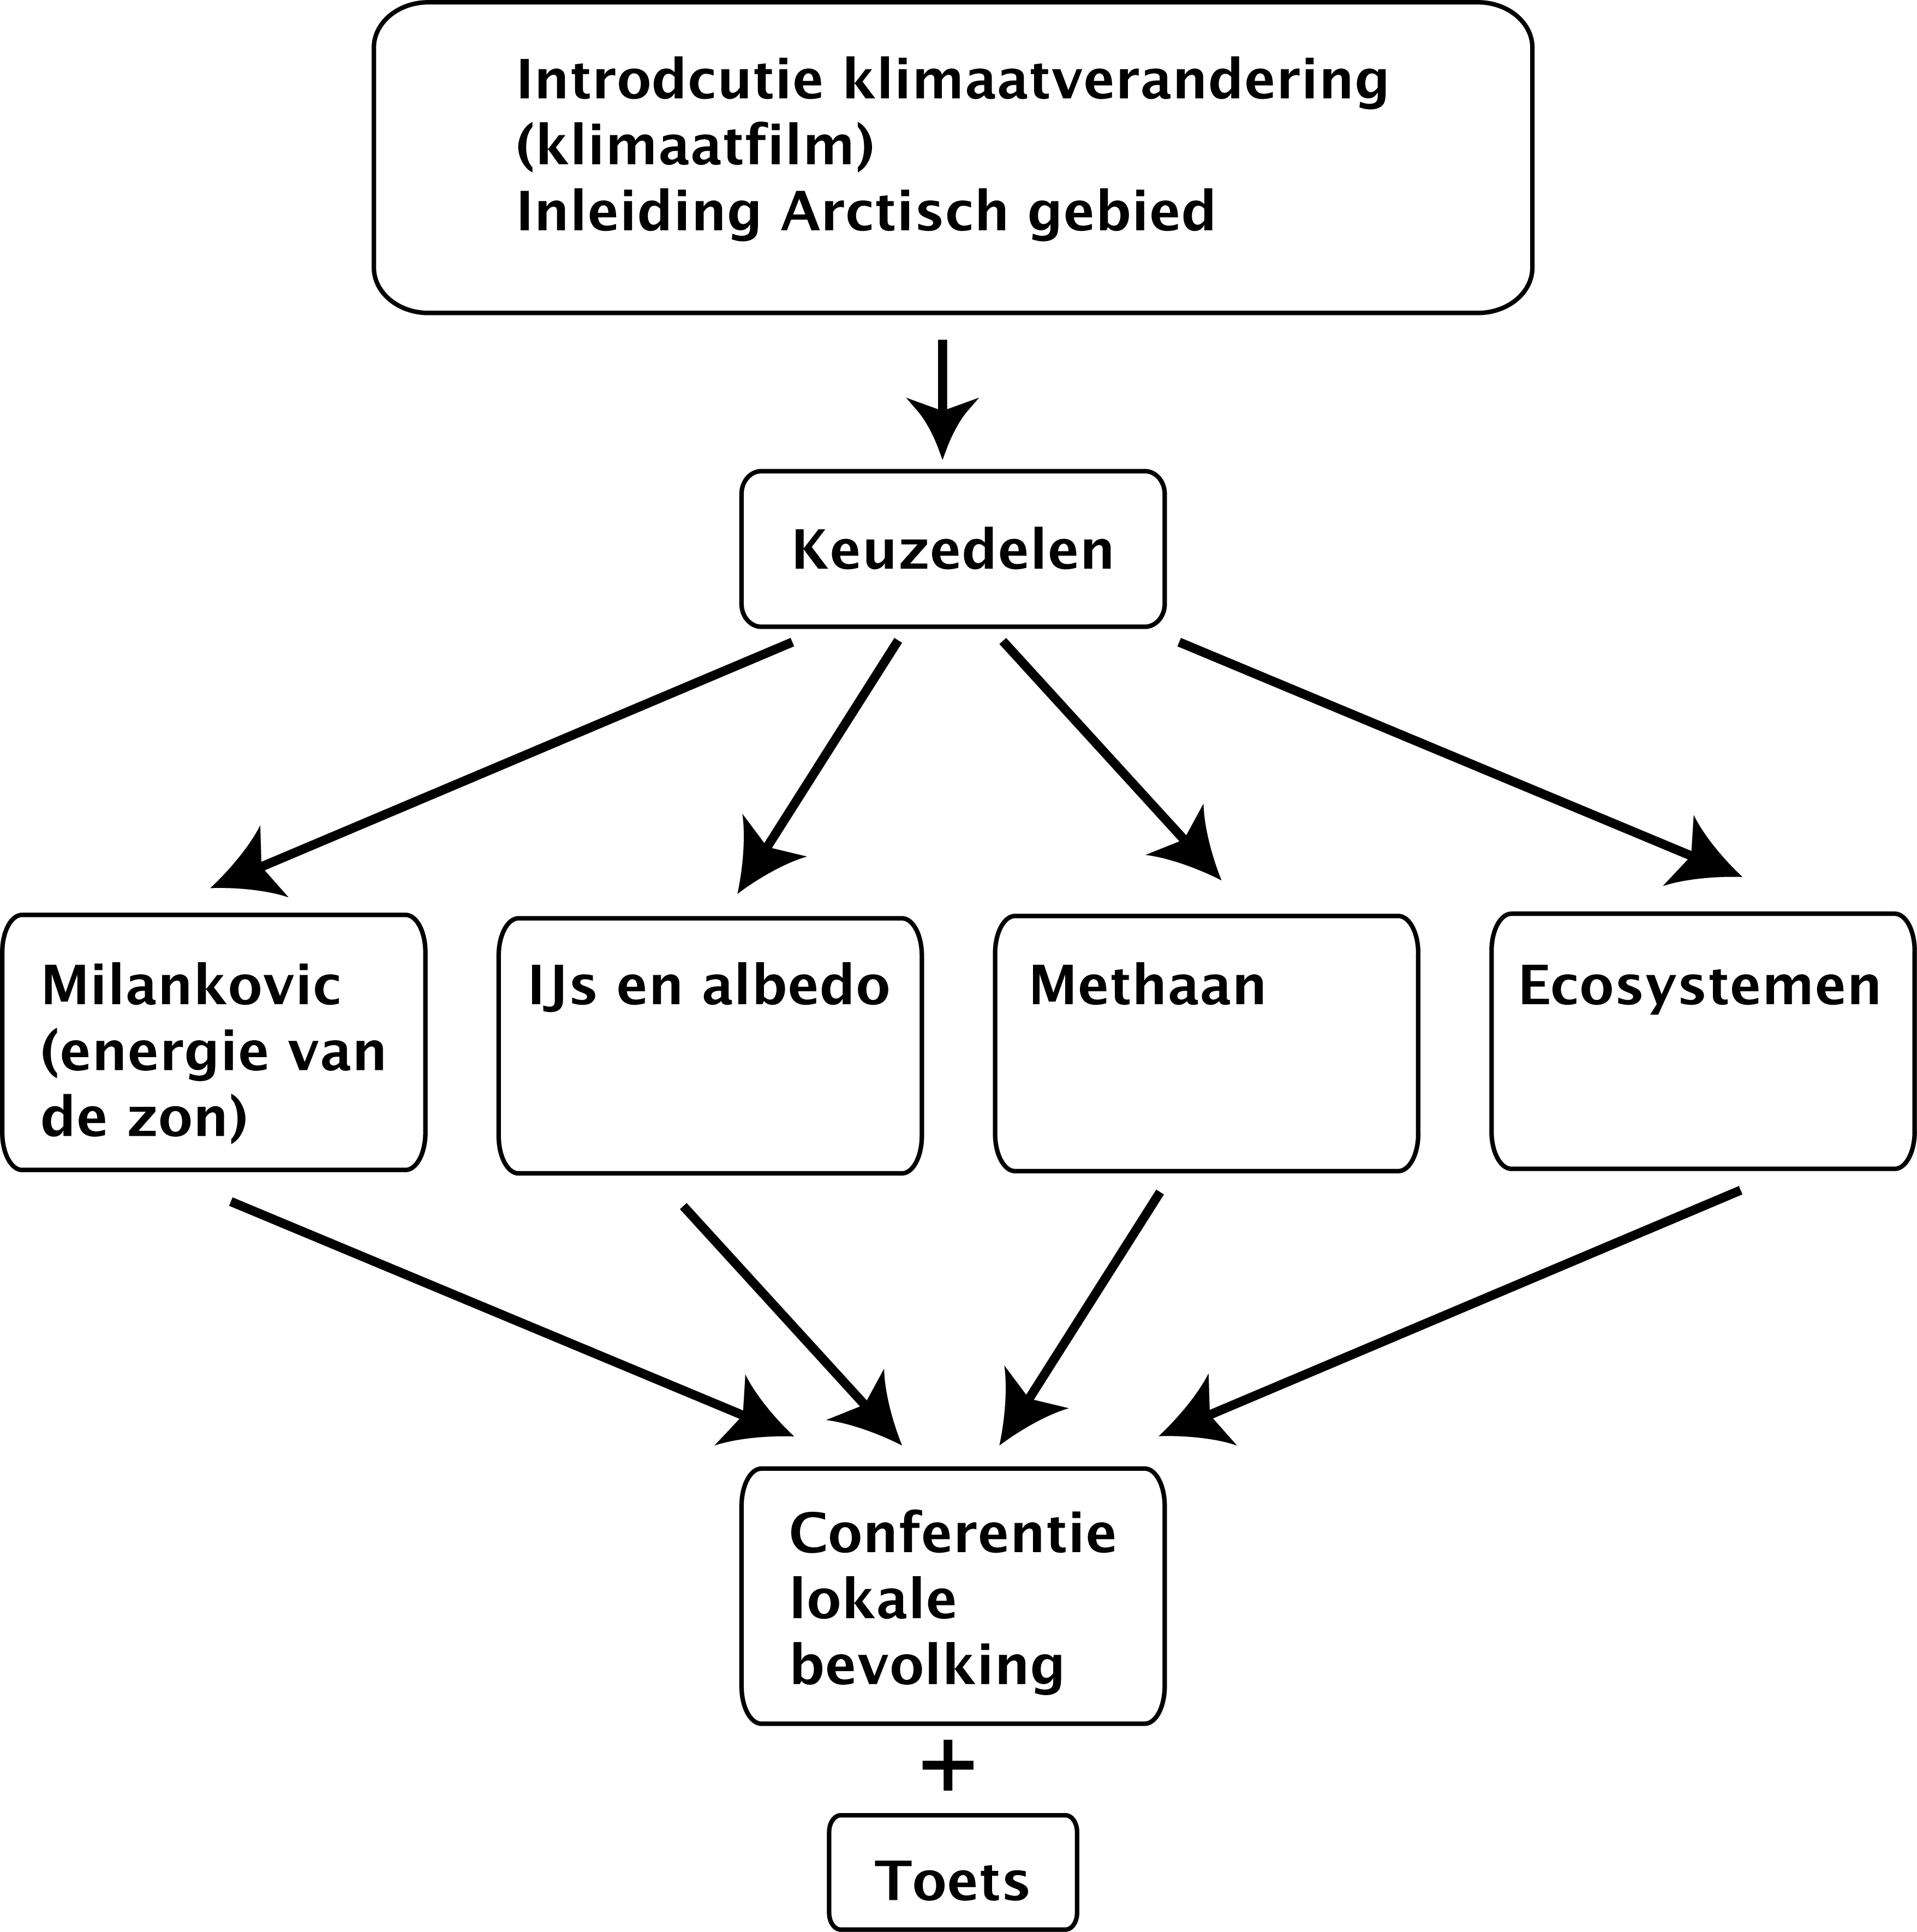 Introdcutie klimaatverandering
(klimaatfilm)
Inleiding Arctisch gebied
Keuzedelen
Milankovic
(energie van
de zon)
IJs en albedo
Methaan
Ecosystemen
Conferentie
lokale
bevolking
+
Toets